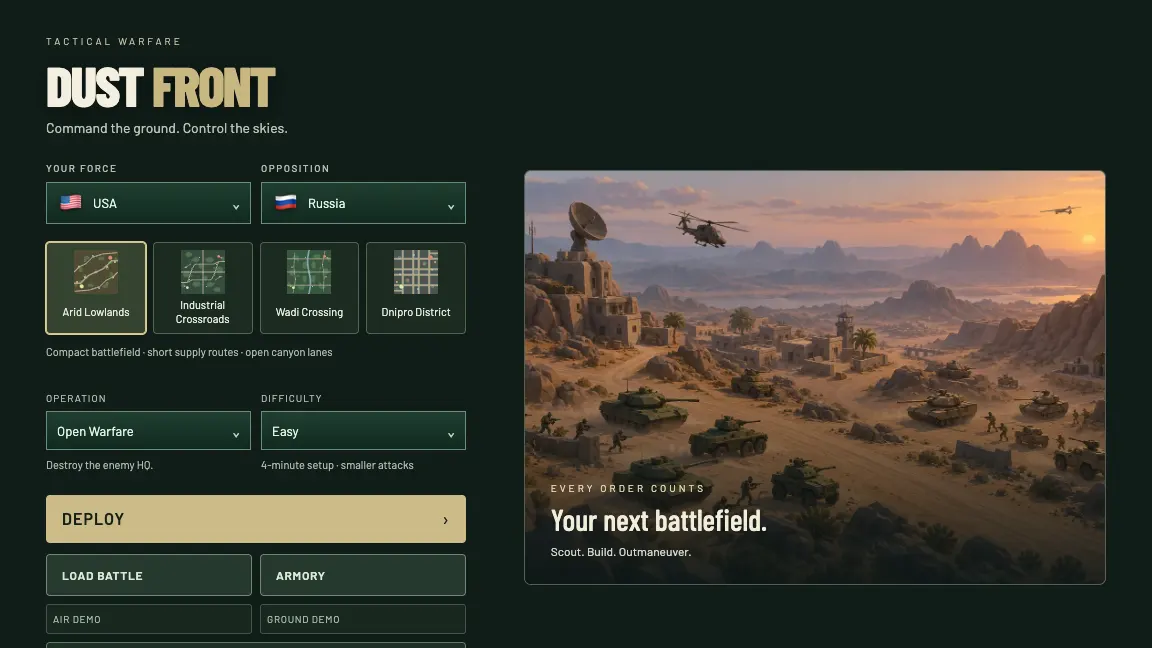 TACTICAL WARFARE
DUST FRONT
Command the ground. Control the skies.
YOUR FORCE
OPPOSITION
USA
Russia
Arid Lowlands
Industrial
Crossroads
Wadi Crossing
Dnipro District
Compact battlefield · short supply routes · open canyon lanes
OPERATION
DIFFICULTY
Open Warfare
Easy
Destroy the enemy HQ.
4-minute setup · smaller attacks
DEPLOY
LOAD BATTLE
ARMORY
AIR DEMO
GROUND DEMO
EVERY ORDER COUNTS
Your next battlefield.
Scout. Build. Outmaneuver.